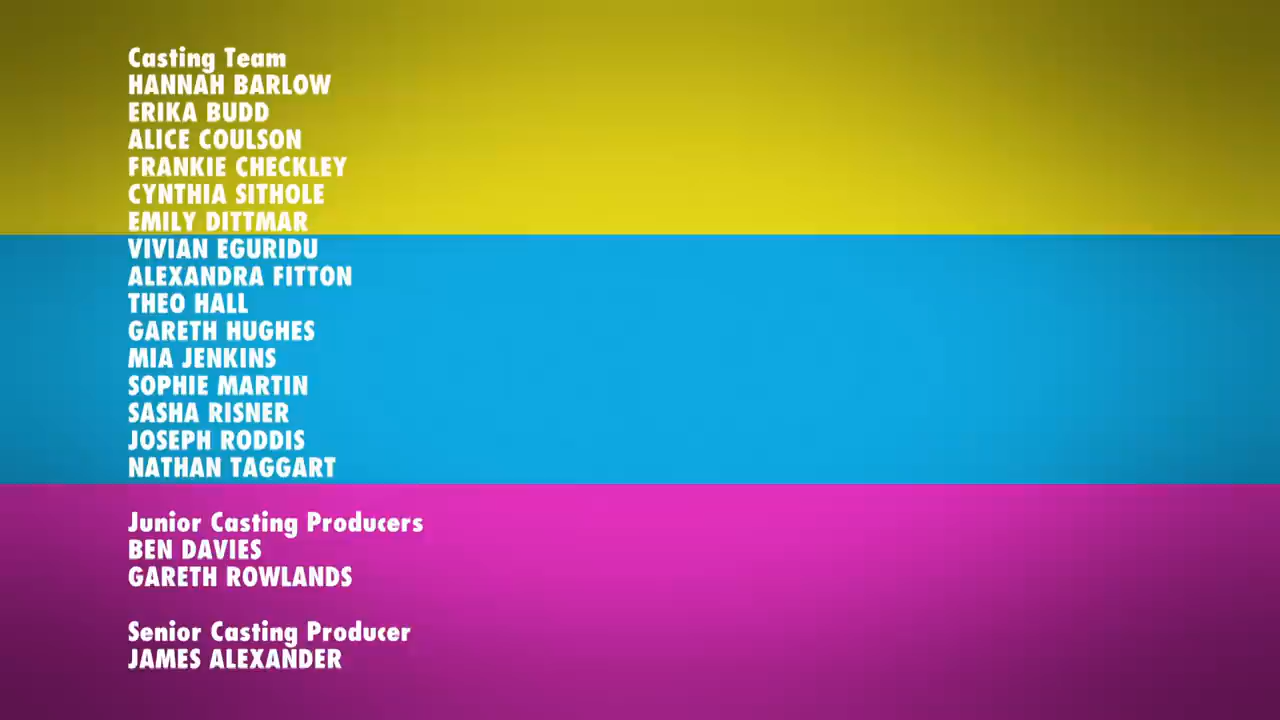 Casting Team
HANNAH BARLOW
ERIKA BUDD
ALICE COULSON
FRANKIE CHECKLEY
CYNTHIA SITHOLE
EMILY DITTMAR
VIVIAN EGURIDU
ALEXANDRA FITTON
THEO HALL
GARETH HUGHES
MIA JENKINS
SOPHIE MARTIN
SASHA RISNER
JOSEPH RODDIS
NATHAN TAGGART
Junior Casting Producers
BEN DAVIES
GARETH ROWLANDS
Senior Casting Producer
JAMES ALEXANDER